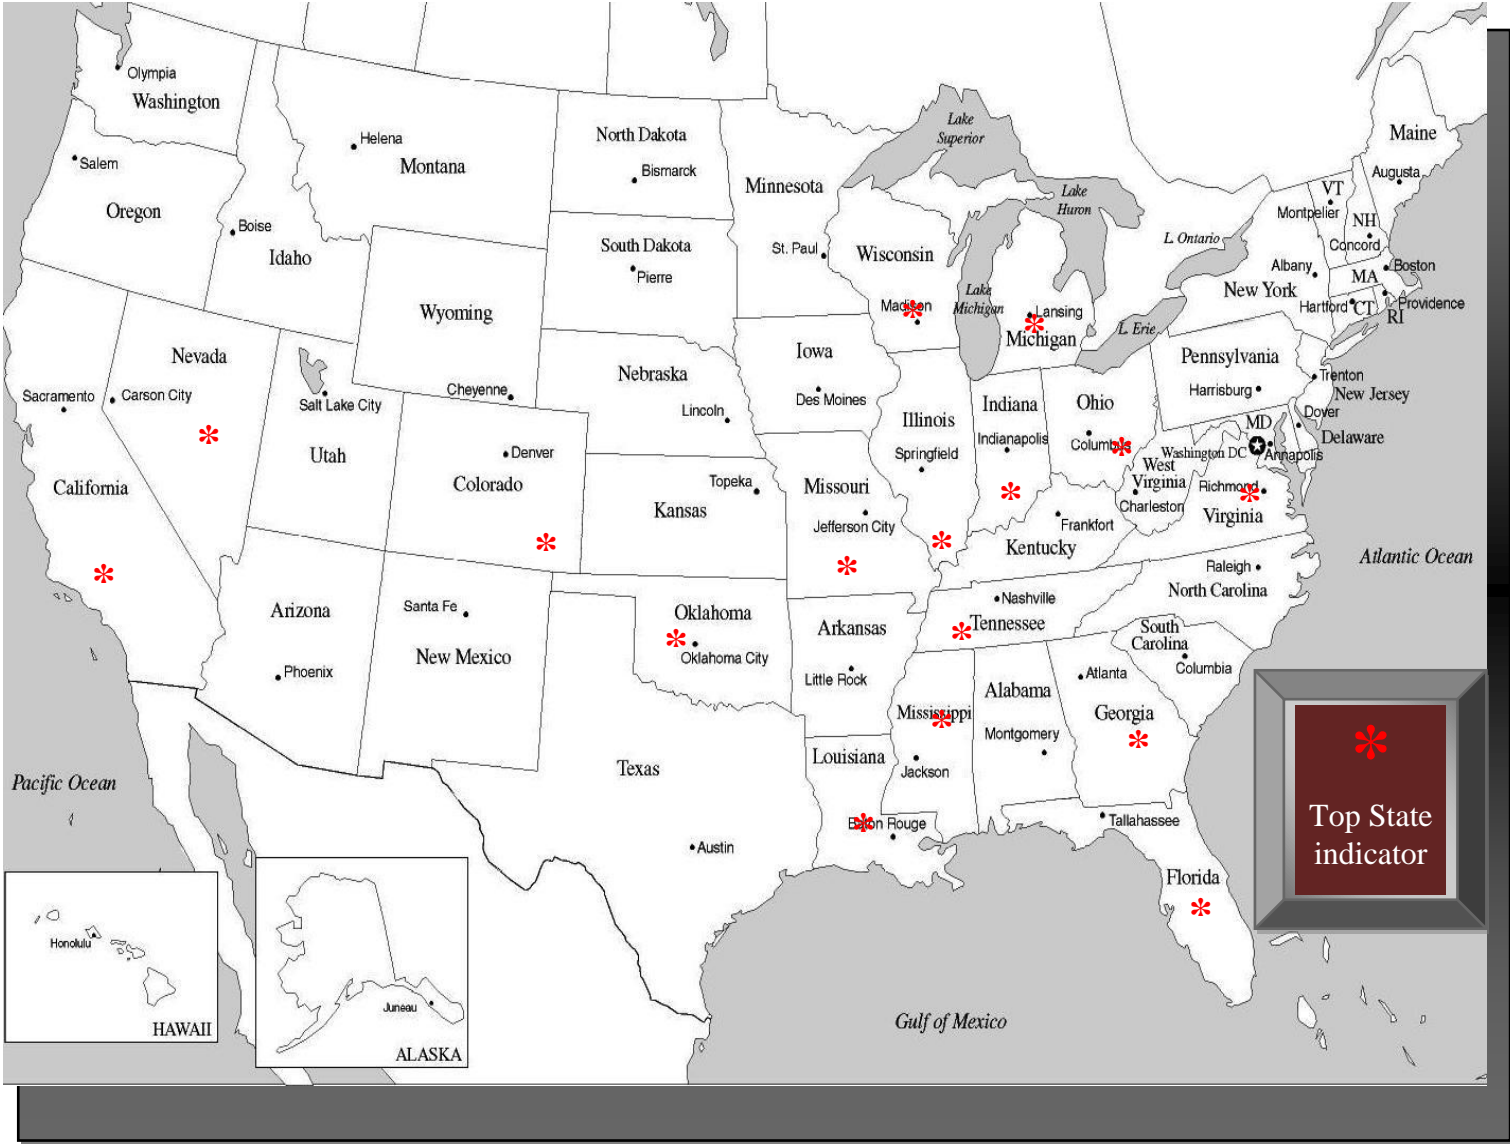 Olympia
Washington
Salem
Oregon
Helena
Montana
Boise
Idaho
North Dakota
Bismarck
South Dakota
Pierre
Minnesota
St. Paul
Lake
Superior
Lake
Huron
Wisconsin
Madison
Lake
Michigan
Lansing
Michigan
L. Ontario
L. Erie
Maine
Augusta
VT
Montpelier
NH
Concord
Albany
New York
Boston
MA
Hartford
CT
Providence
RI
Wyoming
Cheyenne
Nevada
Sacramento
Carson City
California
Salt Lake City
Utah
Denver
Colorado
Nebraska
Lincoln
Iowa
Des Moines
Topeka
Kansas
Missouri
Jefferson City
Illinois
Springfield
Indiana
Indianapolis
Ohio
Columbus
Pennsylvania
Harrisburg
Trenton
New Jersey
Dover
Delaware
MD
Washington DC
Annapolis
West
Virginia
Charleston
Richmond
Virginia
Frankfort
Kentucky
Atlantic Ocean
Raleigh
North Carolina
Nashville
Tennessee
South
Carolina
Columbia
Arizona
Phoenix
Santa Fe
New Mexico
Oklahoma
Oklahoma City
Arkansas
Little Rock
Mississippi
Jackson
Alabama
Montgomery
Atlanta
Georgia
Louisiana
Baton Rouge
Texas
Austin
Tallahassee
Florida
Pacific Ocean
Honolulu
HAWAII
Juneau
ALASKA
Gulf of Mexico
*
Top State
indicator